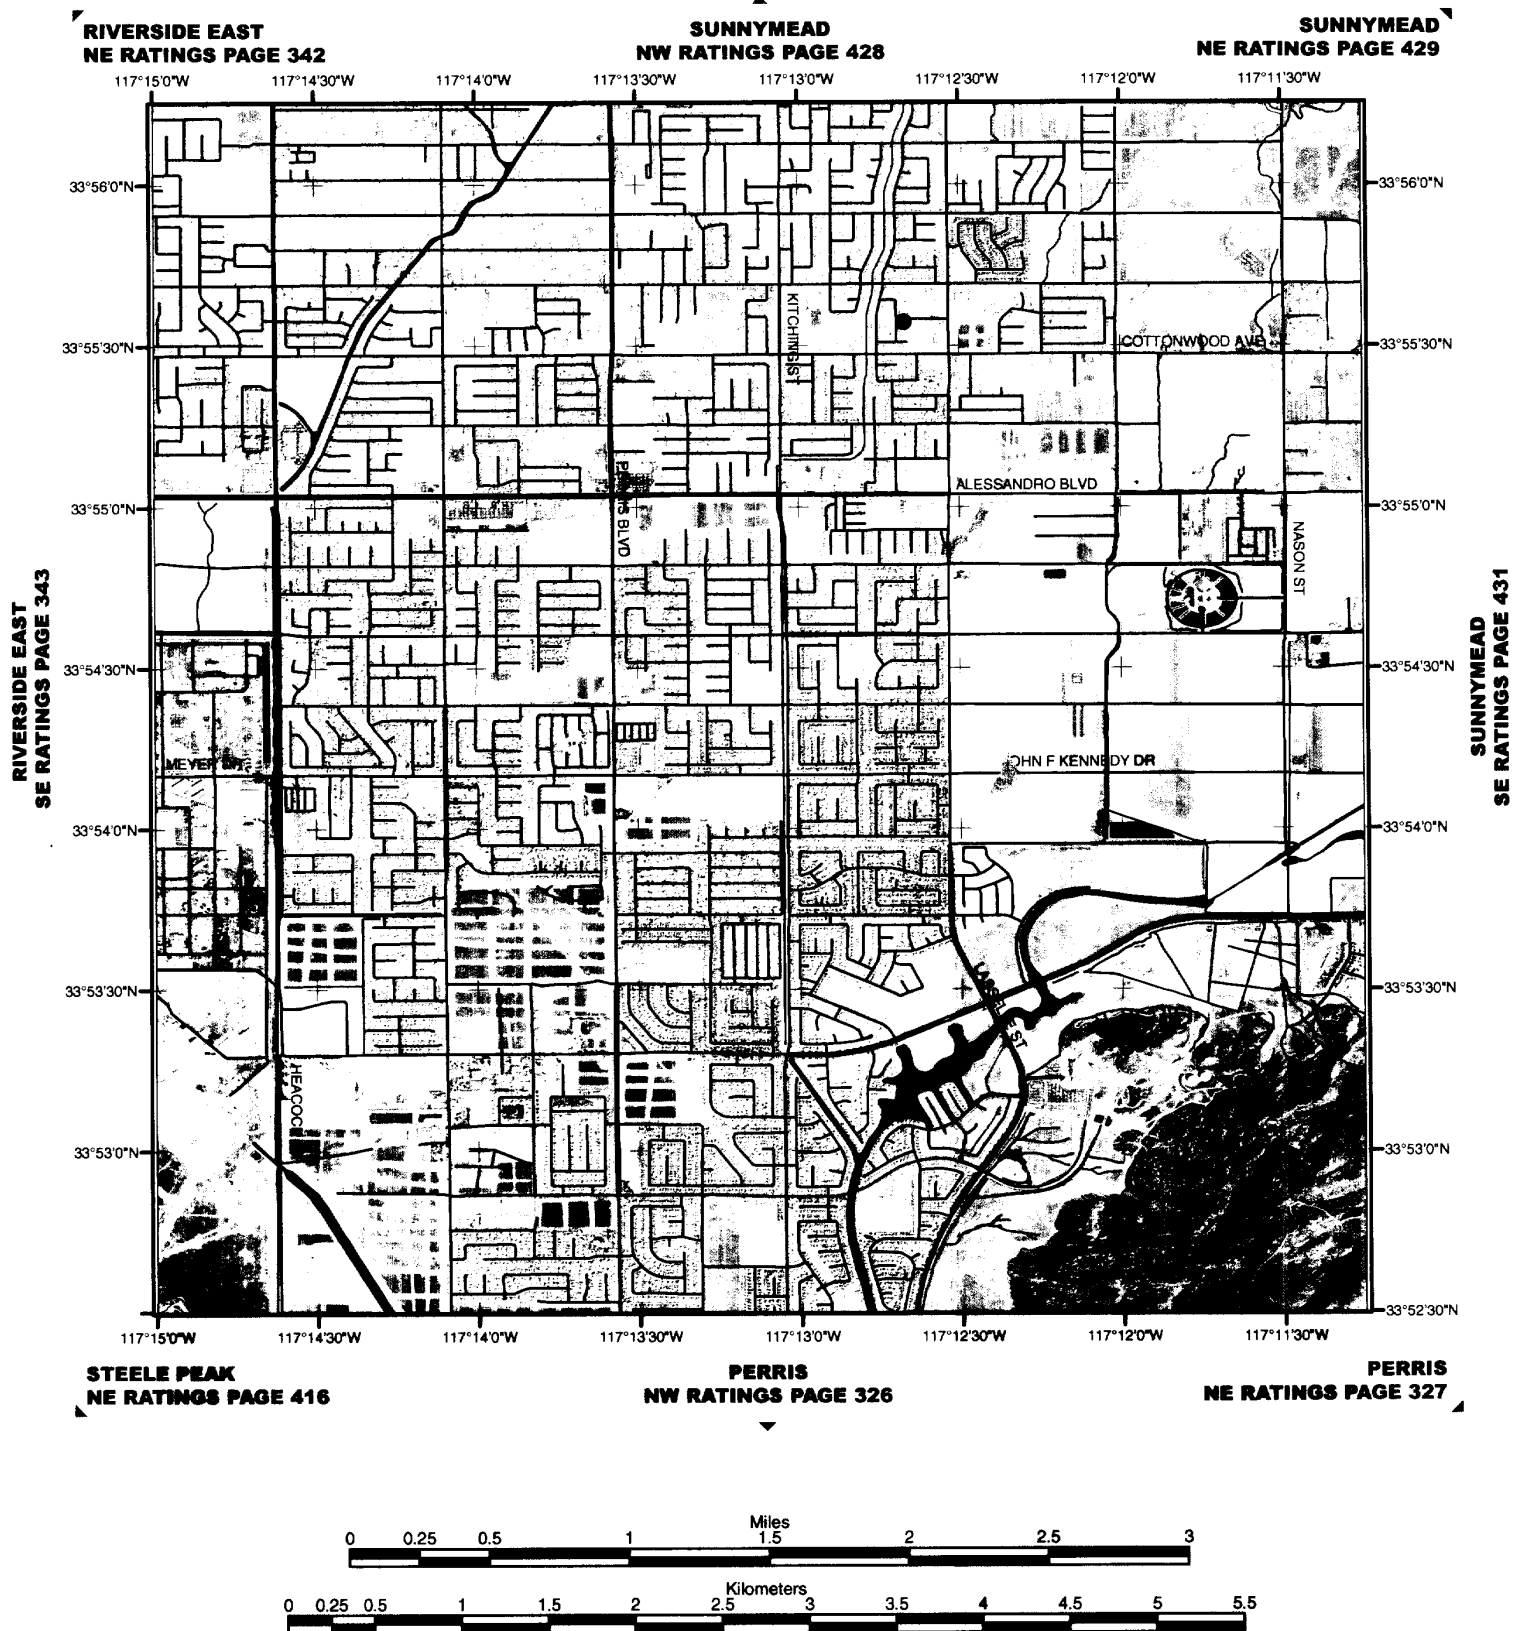 RIVERSIDE EAST
NE RATINGS PAGE 342
SUNNYMEAD
NW RATINGS PAGE 428
SUNNYMEAD
NE RATINGS PAGE 429
117°15'0"W 117°14'30"W 117°14'0"W 117°13'30"W 117°13'0"W 117°12'30"W 117°12'0"W 117°11'30"W
33°56'0"N 33°56'0"N
KITCHING ST
COTTONWOOD AVE
33°55'30"N 33°55'30"N
PERRIS BLVD
ALESSANDRO BLVD
33°55'0"N 33°55'0"N
NASON ST
RIVERSIDE EAST
SE RATINGS PAGE 343
SUNNYMEAD
SE RATINGS PAGE 431
33°54'30"N 33°54'30"N
MEYER DR
JOHN F KENNEDY DR
33°54'0"N 33°54'0"N
LASSELLE ST
33°53'30"N 33°53'30"N
HEACOCK
33°53'0"N 33°53'0"N
33°52'30"N
117°15'0"W 117°14'30"W 117°14'0"W 117°13'30"W 117°13'0"W 117°12'30"W 117°12'0"W 117°11'30"W
STEELE PEAK
NE RATINGS PAGE 416
PERRIS
NW RATINGS PAGE 326
PERRIS
NE RATINGS PAGE 327
Miles
0 0.25 0.5 1 1.5 2 2.5 3
Kilometers
0 0.25 0.5 1 1.5 2 2.5 3 3.5 4 4.5 5 5.5